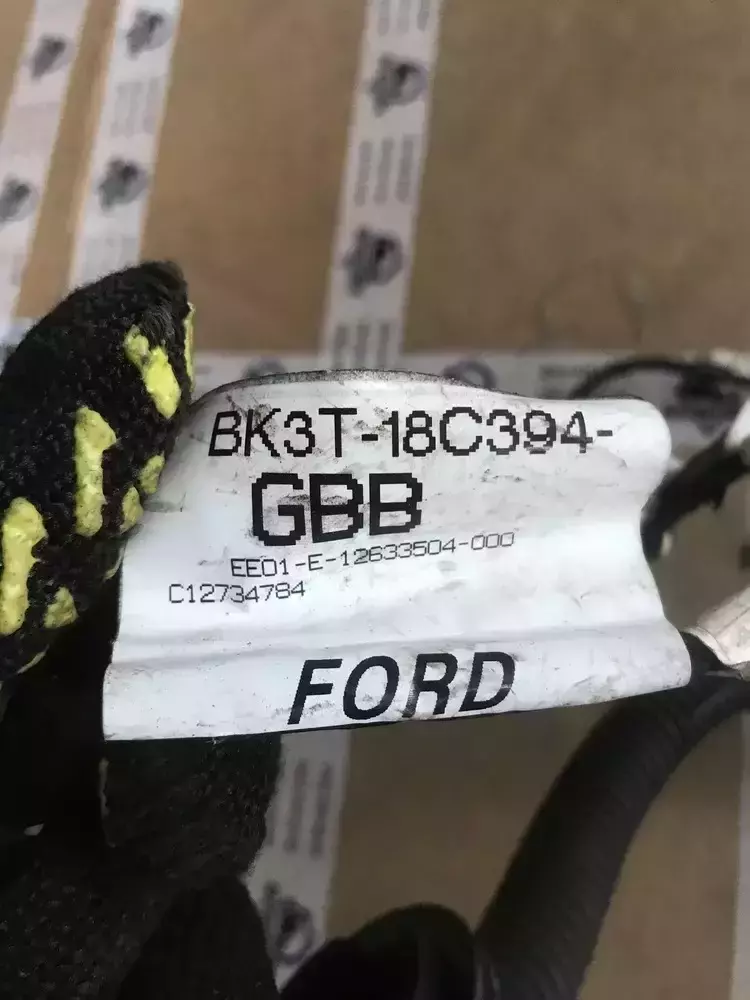 BK3T-18C394-
GBB
EE01-E-12633504-000
C12734784
FORD